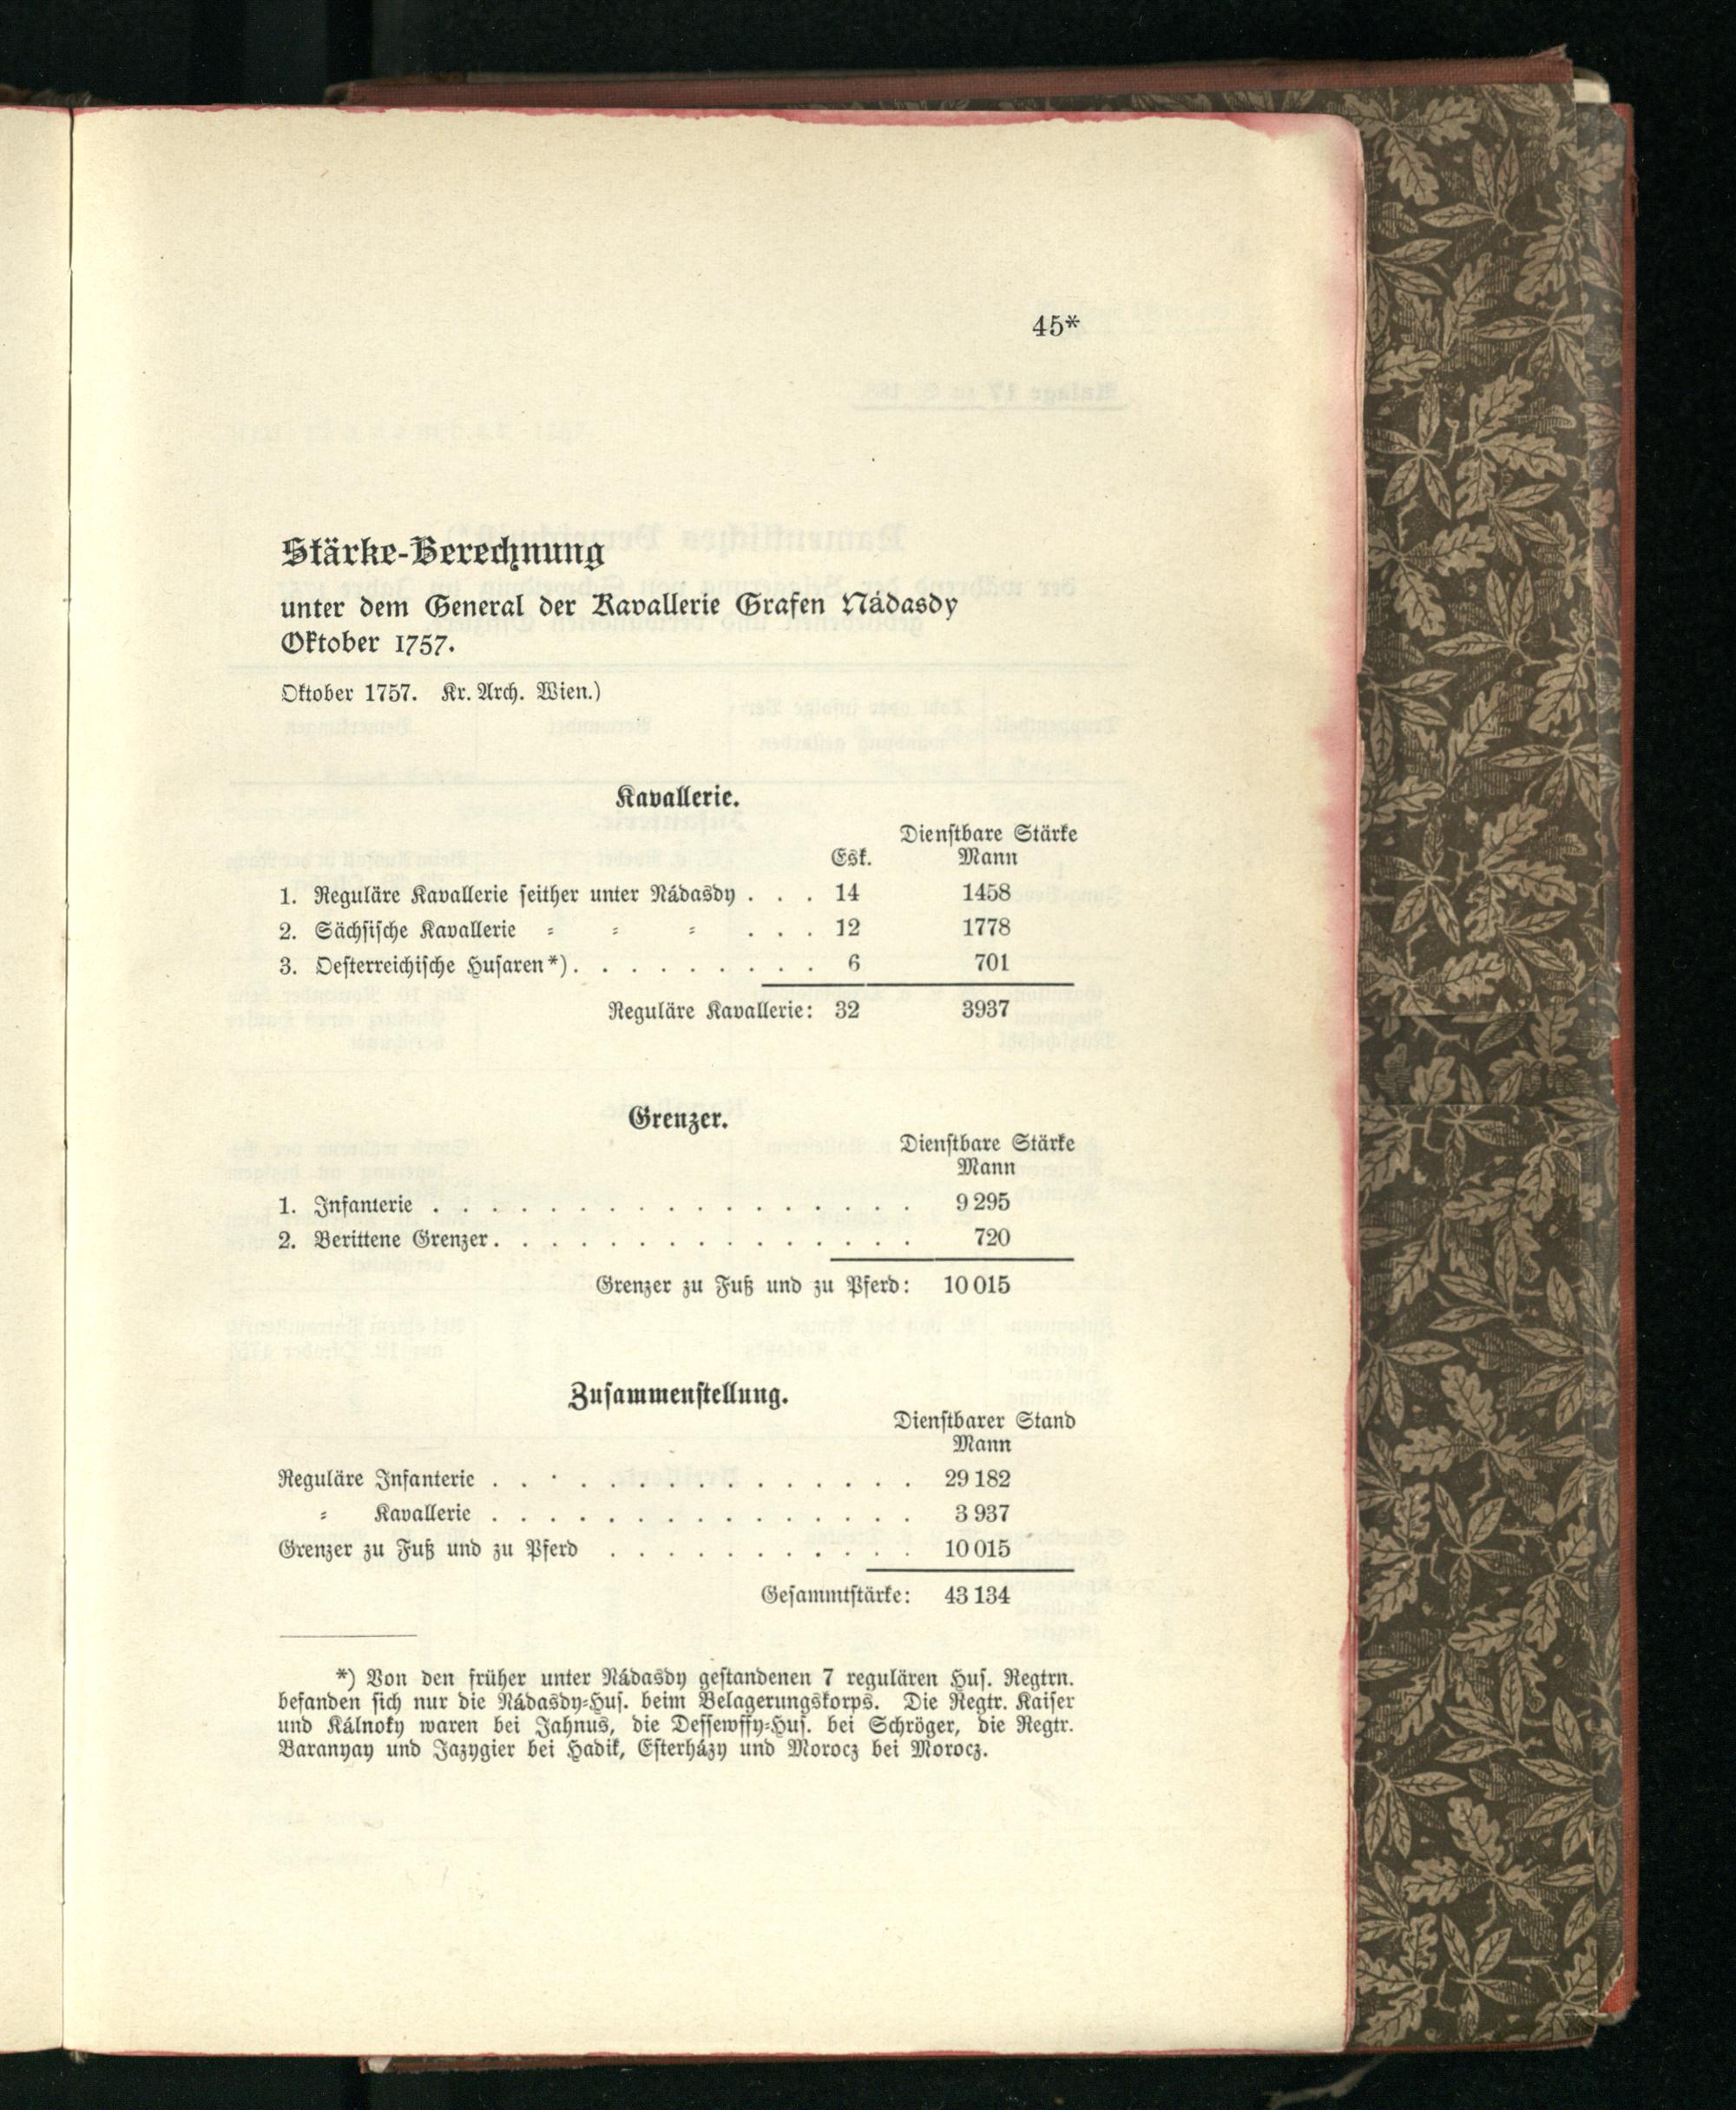 45*
Stärke-Berechnung
unter dem General der Kavallerie Grafen Nádasdy
Oktober 1757.
Oktober 1757. Kr. Arch. Wien.)
Kavallerie.
Dienstbare Stärke
Esk. Mann
1. Reguläre Kavallerie seither unter Nádasdy . . . 14 1458
2. Sächsische Kavallerie = = = . . . 12 1778
3. Oesterreichische Husaren*) . . . . . . . . . 6 701
Reguläre Kavallerie: 32 3937
Grenzer.
Dienstbare Stärke
Mann
1. Infanterie . . . . . . . . . . . . . . . . . 9 295
2. Berittene Grenzer . . . . . . . . . . . . . . . 720
Grenzer zu Fuß und zu Pferd: 10 015
Zusammenstellung.
Dienstbarer Stand
Mann
Reguläre Infanterie . . . . . . . . . . . . . . . 29 182
= Kavallerie . . . . . . . . . . . . . . . 3 937
Grenzer zu Fuß und zu Pferd . . . . . . . . . . . 10 015
Gesammtstärke: 43 134
*) Von den früher unter Nádasdy gestandenen 7 regulären Hus. Regtrn.
befanden sich nur die Nádasdy=Hus. beim Belagerungskorps. Die Regtr. Kaiser
und Kálnoky waren bei Jahnus, die Dessewffy=Hus. bei Schröger, die Regtr.
Baranyay und Jazygier bei Hadik, Esterházy und Morocz bei Morocz.